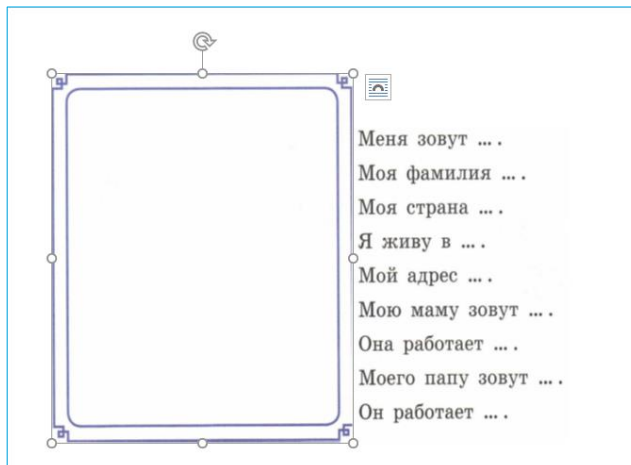 Меня зовут ... .
Моя фамилия ... .
Моя страна ... .
Я живу в ... .
Мой адрес ... .
Мою маму зовут ... .
Она работает ... .
Моего папу зовут ... .
Он работает ... .